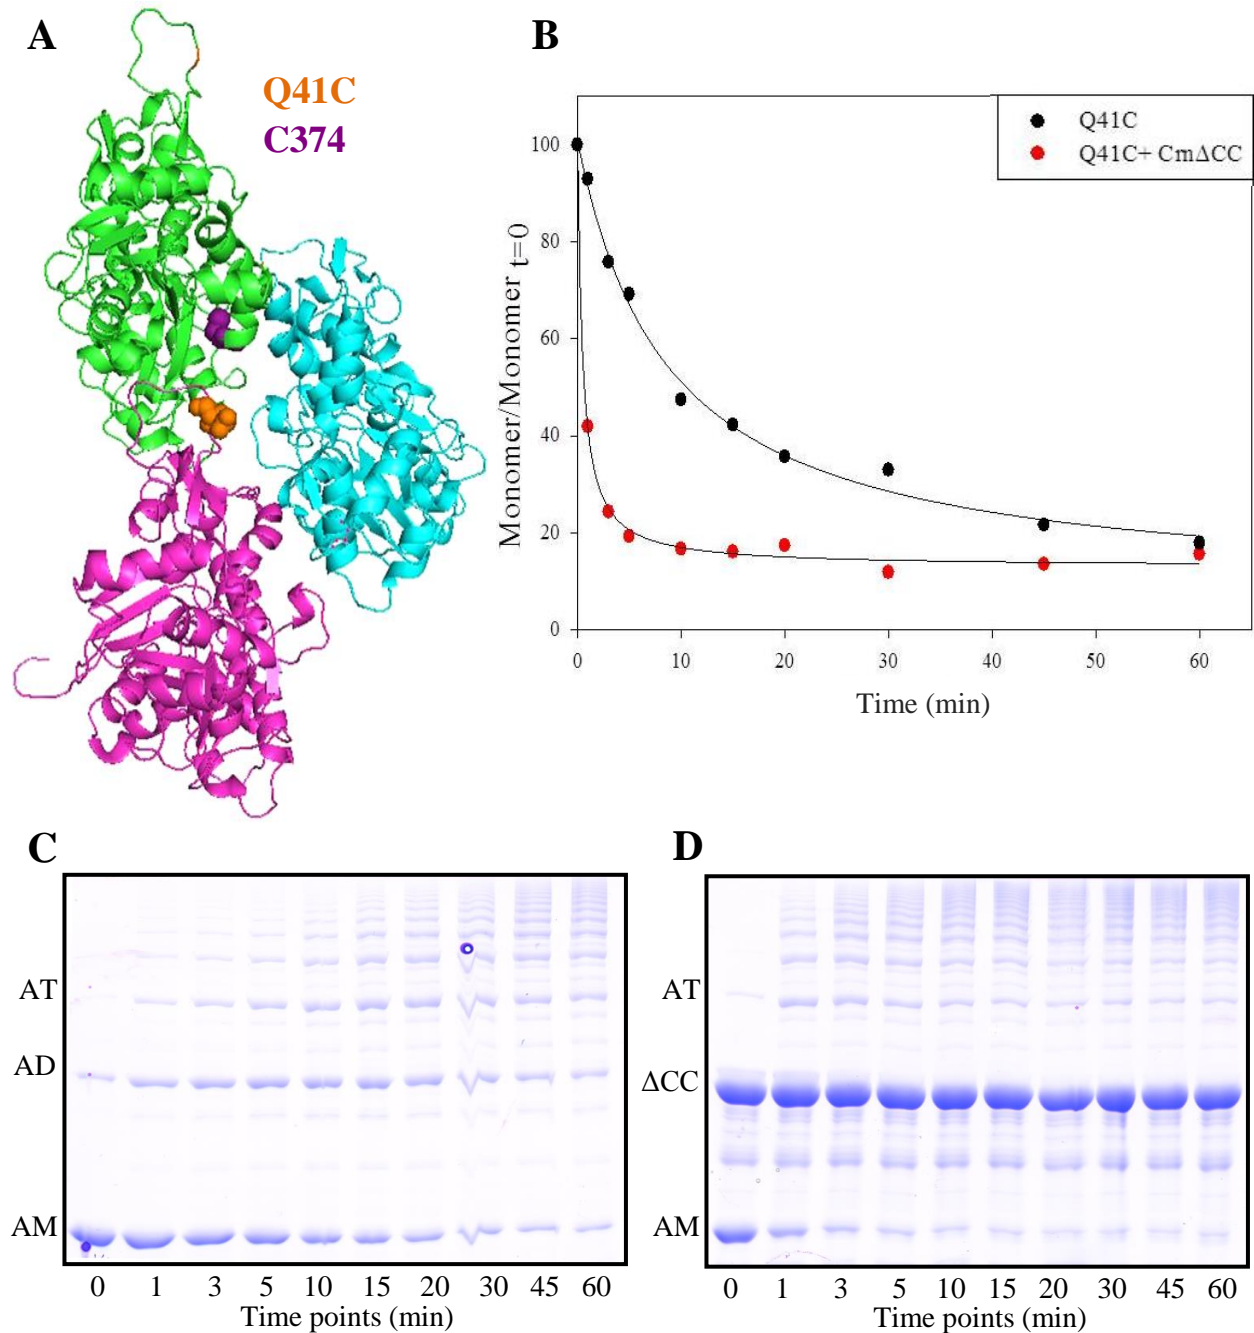 A
Q41C
C374
B
Q41C
Q41C+ CmΔCC
Monomer/Monomer t=0
100
80
60
40
20
0
0 10 20 30 40 50 60
Time (min)
C
AT
AD
AM
0 1 3 5 10 15 20 30 45 60
Time points (min)
D
AT
ΔCC
AM
0 1 3 5 10 15 20 30 45 60
Time points (min)